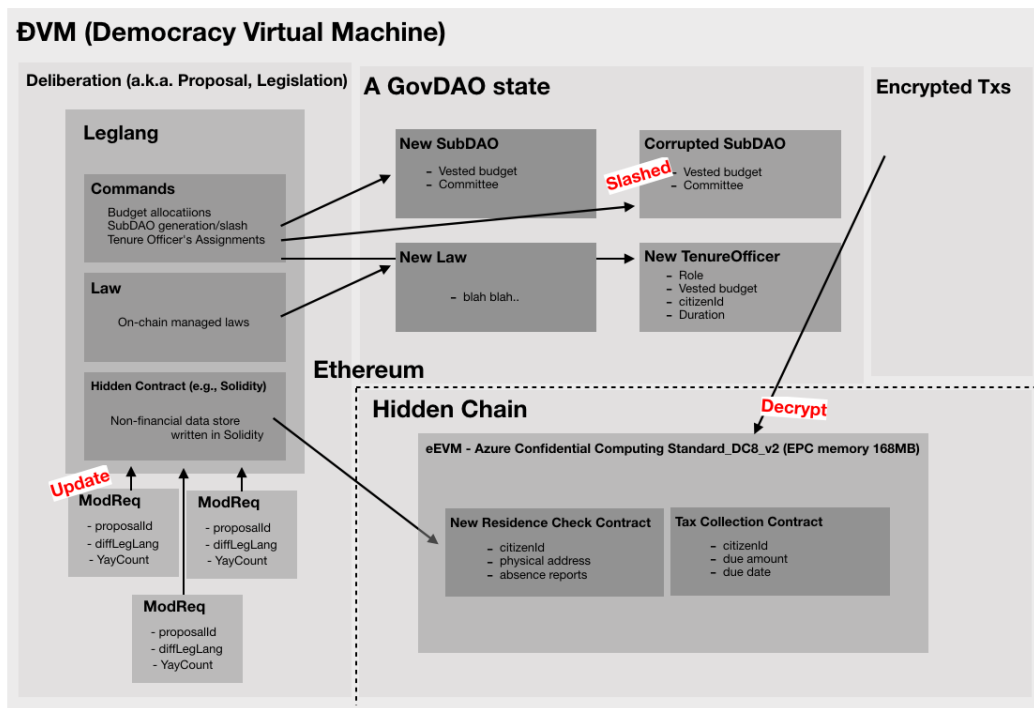 ÐVM (Democracy Virtual Machine)
Deliberation (a.k.a. Proposal, Legislation)
Leglang
Commands
Budget allocatiions
SubDAO generation/slash
Tenure Officer's Assignments
Law
On-chain managed laws
Hidden Contract (e.g., Solidity)
Non-financial data store
written in Solidity
Update
ModReq
- proposalId
- diffLegLang
- YayCount
ModReq
- proposalId
- diffLegLang
- YayCount
ModReq
- proposalId
- diffLegLang
- YayCount
A GovDAO state
New SubDAO
- Vested budget
- Committee
Slashed
Corrupted SubDAO
- Vested budget
- Committee
New Law
- blah blah..
New TenureOfficer
- Role
- Vested budget
- citizenId
- Duration
Encrypted Txs
Ethereum
Hidden Chain
Decrypt
eEVM - Azure Confidential Computing Standard_DC8_v2 (EPC memory 168MB)
New Residence Check Contract
- citizenId
- physical address
- absence reports
Tax Collection Contract
- citizenId
- due amount
- due date